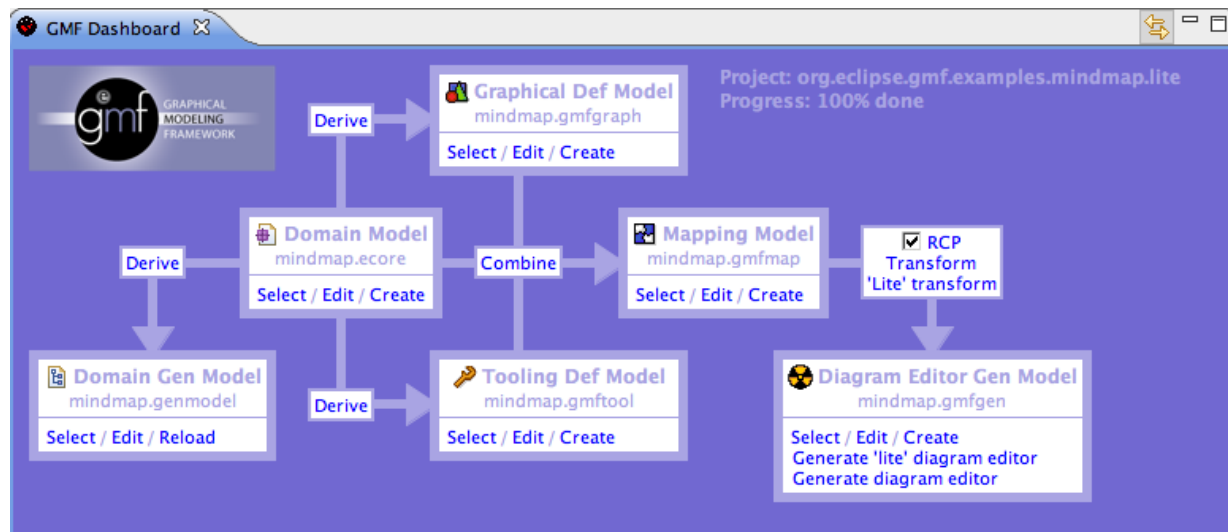 GMF Dashboard
e
gmf
GRAPHICAL
MODELING
FRAMEWORK
Project: org.eclipse.gmf.examples.mindmap.lite
Progress: 100% done
Derive
Graphical Def Model
mindmap.gmfgraph
Select / Edit / Create
Derive
Domain Model
mindmap.ecore
Select / Edit / Create
Combine
Mapping Model
mindmap.gmfmap
Select / Edit / Create
RCP
Transform
'Lite' transform
Domain Gen Model
mindmap.genmodel
Select / Edit / Reload
Derive
Tooling Def Model
mindmap.gmftool
Select / Edit / Create
Diagram Editor Gen Model
mindmap.gmfgen
Select / Edit / Create
Generate 'lite' diagram editor
Generate diagram editor